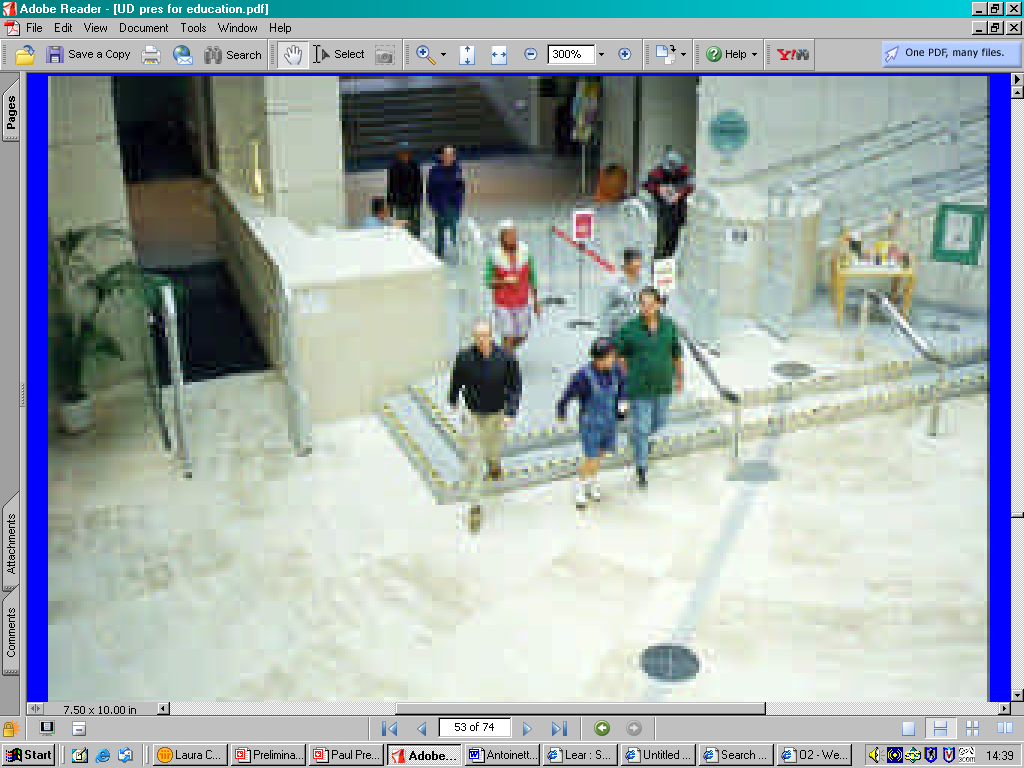 Adobe Reader - [UD pres for education.pdf]
File Edit View Document Tools Window Help
Save a Copy Search Select 300% Help Y! One PDF, many files.
Pages
Attachments
Comments
7.50 x 10.00 in
53 of 74
Start Laura C... Prelimina... Paul Pre... Adobe... Antoinett... Lear : S... Untitled ... Search ... O2 - We... 14:39